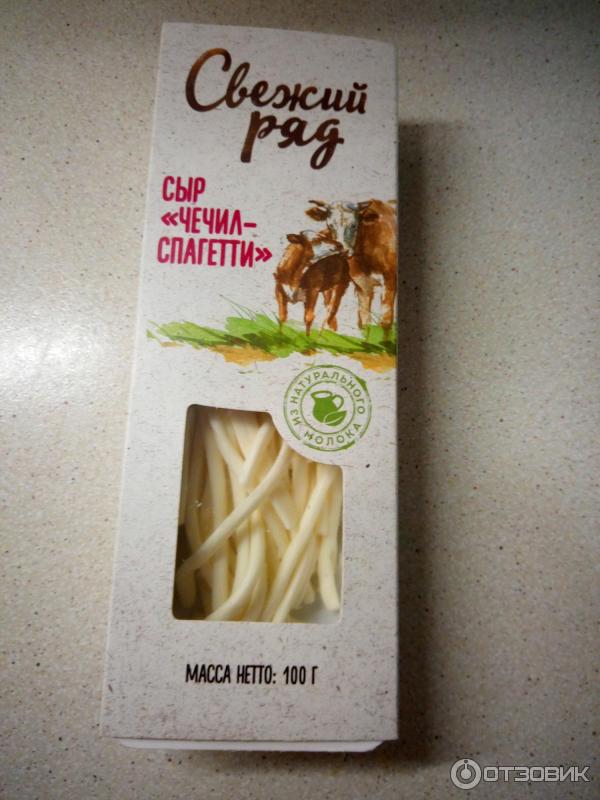 Свежий
ряд
СЫР
«ЧЕЧИЛ-
СПАГЕТТИ»
ИЗ НАТУРАЛЬНОГО
МОЛОКА
МАССА НЕТТО: 100 Г
ОТЗОВИК